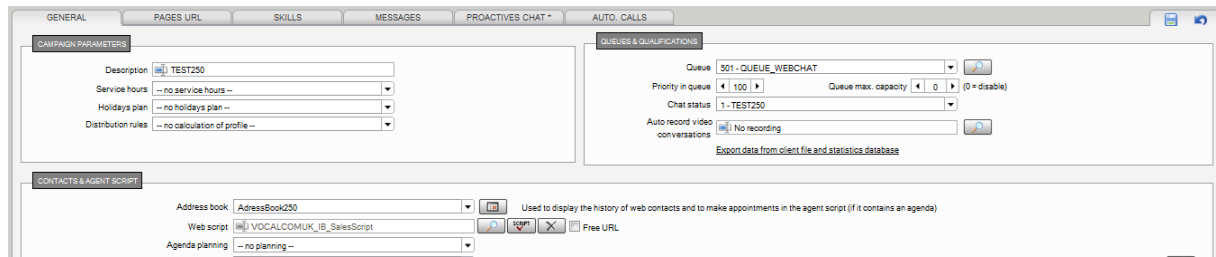 GENERAL PAGES URL SKILLS MESSAGES PROACTIVES CHAT * AUTO. CALLS
CAMPAIGN PARAMETERS
Description TEST250
Service hours -- no service hours --
Holidays plan -- no holidays plan --
Distribution rules -- no calculation of profile --
QUEUES & QUALIFICATIONS
Queue 501 - QUEUE_WEBCHAT
Priority in queue 100 Queue max. capacity 0 (0 = disable)
Chat status 1 - TEST250
Auto record video
conversations No recording
Export data from client file and statistics database
CONTACTS & AGENT SCRIPT
Address book AdressBook250 Used to display the history of web contacts and to make appointments in the agent script (if it contains an agenda)
Web script VOCALCOMUK_IB_SalesScript SCRIPT Free URL
Agenda planning -- no planning --